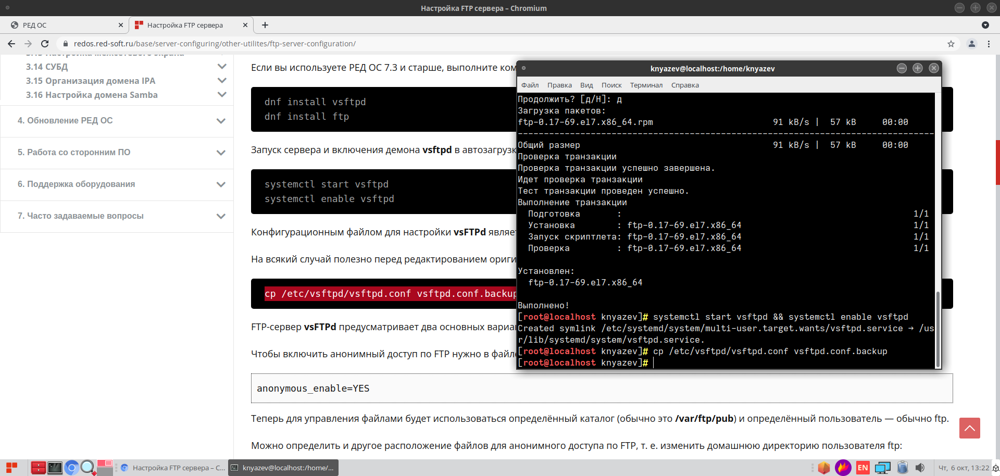 Настройка FTP сервера – Chromium
РЕД ОС
Настройка FTP сервера
redos.red-soft.ru/base/server-configuring/other-utilites/ftp-server-configuration/
3.14 СУБД
3.15 Организация домена IPA
3.16 Настройка домена Samba
4. Обновление РЕД ОС
5. Работа со сторонним ПО
6. Поддержка оборудования
7. Часто задаваемые вопросы
Если вы используете РЕД ОС 7.3 и старше, выполните
dnf install vsftpd
dnf install ftp
Запуск сервера и включения демона vsftpd в
systemctl start vsftpd
systemctl enable vsftpd
Конфигурационным файлом для настройки vsFTPd
На всякий случай полезно перед редактированием
cp /etc/vsftpd/vsftpd.conf vsftpd.conf.backup
FTP-сервер vsFTPd предусматривает два основных
Чтобы включить анонимный доступ по FTP нужно в
anonymous_enable=YES
Теперь для управления файлами будет использоваться определённый каталог (обычно это /var/ftp/pub) и определённый пользователь — обычно ftp.
Можно определить и другое расположение файлов для анонимного доступа по FTP, т. е. изменить домашнюю директорию пользователя ftp:
knyazev@localhost:/home/knyazev
Файл Правка Вид Поиск Терминал Справка
Продолжить? [д/Н]: д
Загрузка пакетов:
ftp-0.17-69.el7.x86_64.rpm 91 kB/s | 57 kB 00:00
--------------------------------------------------------------------------------
Общий размер 91 kB/s | 57 kB 00:00
Проверка транзакции
Проверка транзакции успешно завершена.
Идет проверка транзакции
Тест транзакции проведен успешно.
Выполнение транзакции
Подготовка : 1/1
Установка : ftp-0.17-69.el7.x86_64 1/1
Запуск скриптлета: ftp-0.17-69.el7.x86_64 1/1
Проверка : ftp-0.17-69.el7.x86_64 1/1
Установлен:
ftp-0.17-69.el7.x86_64
Выполнено!
[root@localhost knyazev]# systemctl start vsftpd && systemctl enable vsftpd
Created symlink /etc/systemd/system/multi-user.target.wants/vsftpd.service → /us
r/lib/systemd/system/vsftpd.service.
[root@localhost knyazev]# cp /etc/vsftpd/vsftpd.conf vsftpd.conf.backup
[root@localhost knyazev]#
Настройка FTP сервера – C...
knyazev@localhost:/home/...
EN
Чт, 6 окт, 13:22